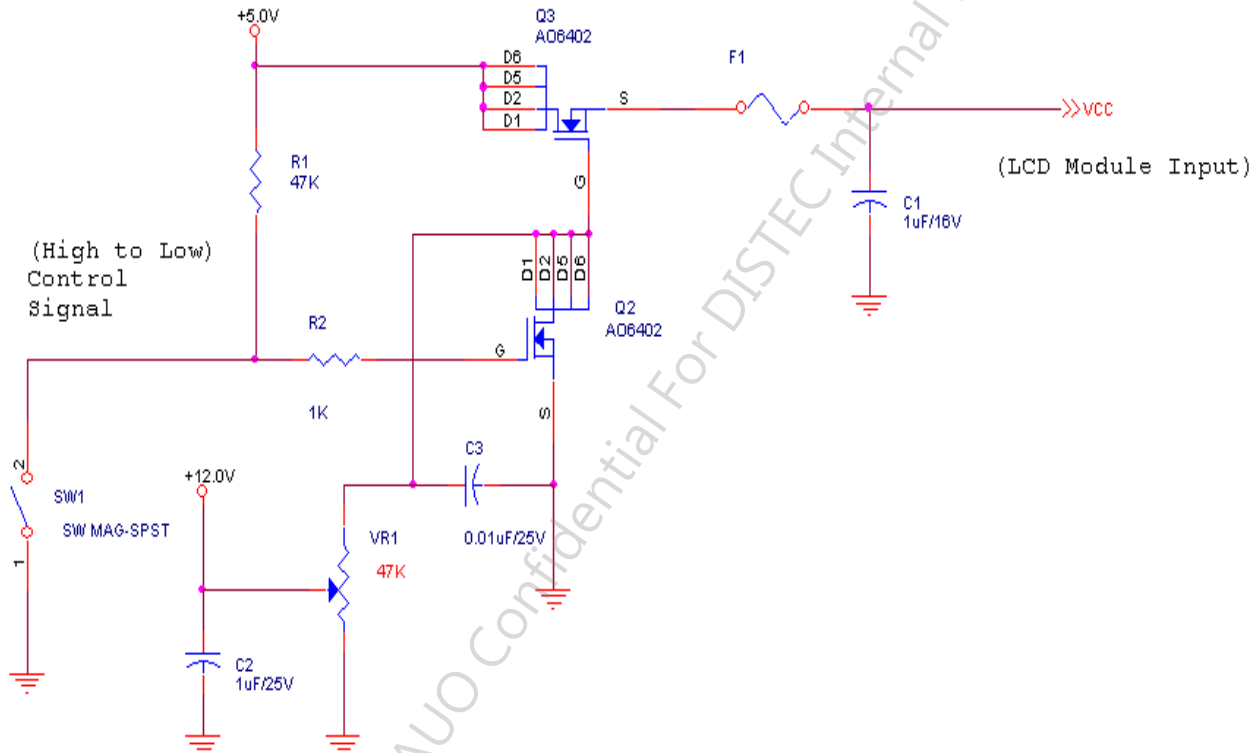 +5.0V
Q3
AO6402
D6
D5
D2
D1
S
G
F1
VCC
(LCD Module Input)
C1
1uF/16V
R1
47K
(High to Low)
Control
Signal
R2
1K
G
D1
D2
D5
D6
Q2
AO6402
S
2
SW1
SW MAG-SPST
1
+12.0V
C3
0.01uF/25V
VR1
47K
C2
1uF/25V
AUO Confidential For DISTEC Internal